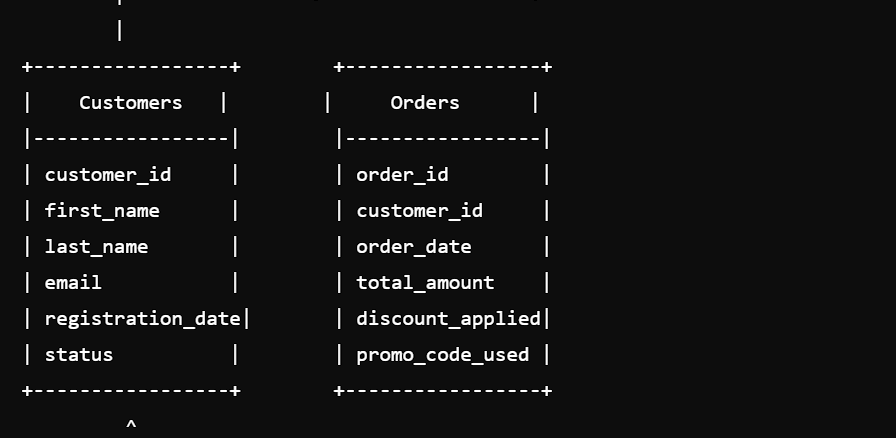 |
+-----------------+        +-----------------+
|    Customers   |        |     Orders      |
|-----------------|        |-----------------|
| customer_id     |        | order_id        |
| first_name      |        | customer_id     |
| last_name       |        | order_date      |
| email           |        | total_amount    |
| registration_date|       | discount_applied|
| status          |        | promo_code_used |
+-----------------+        +-----------------+
^